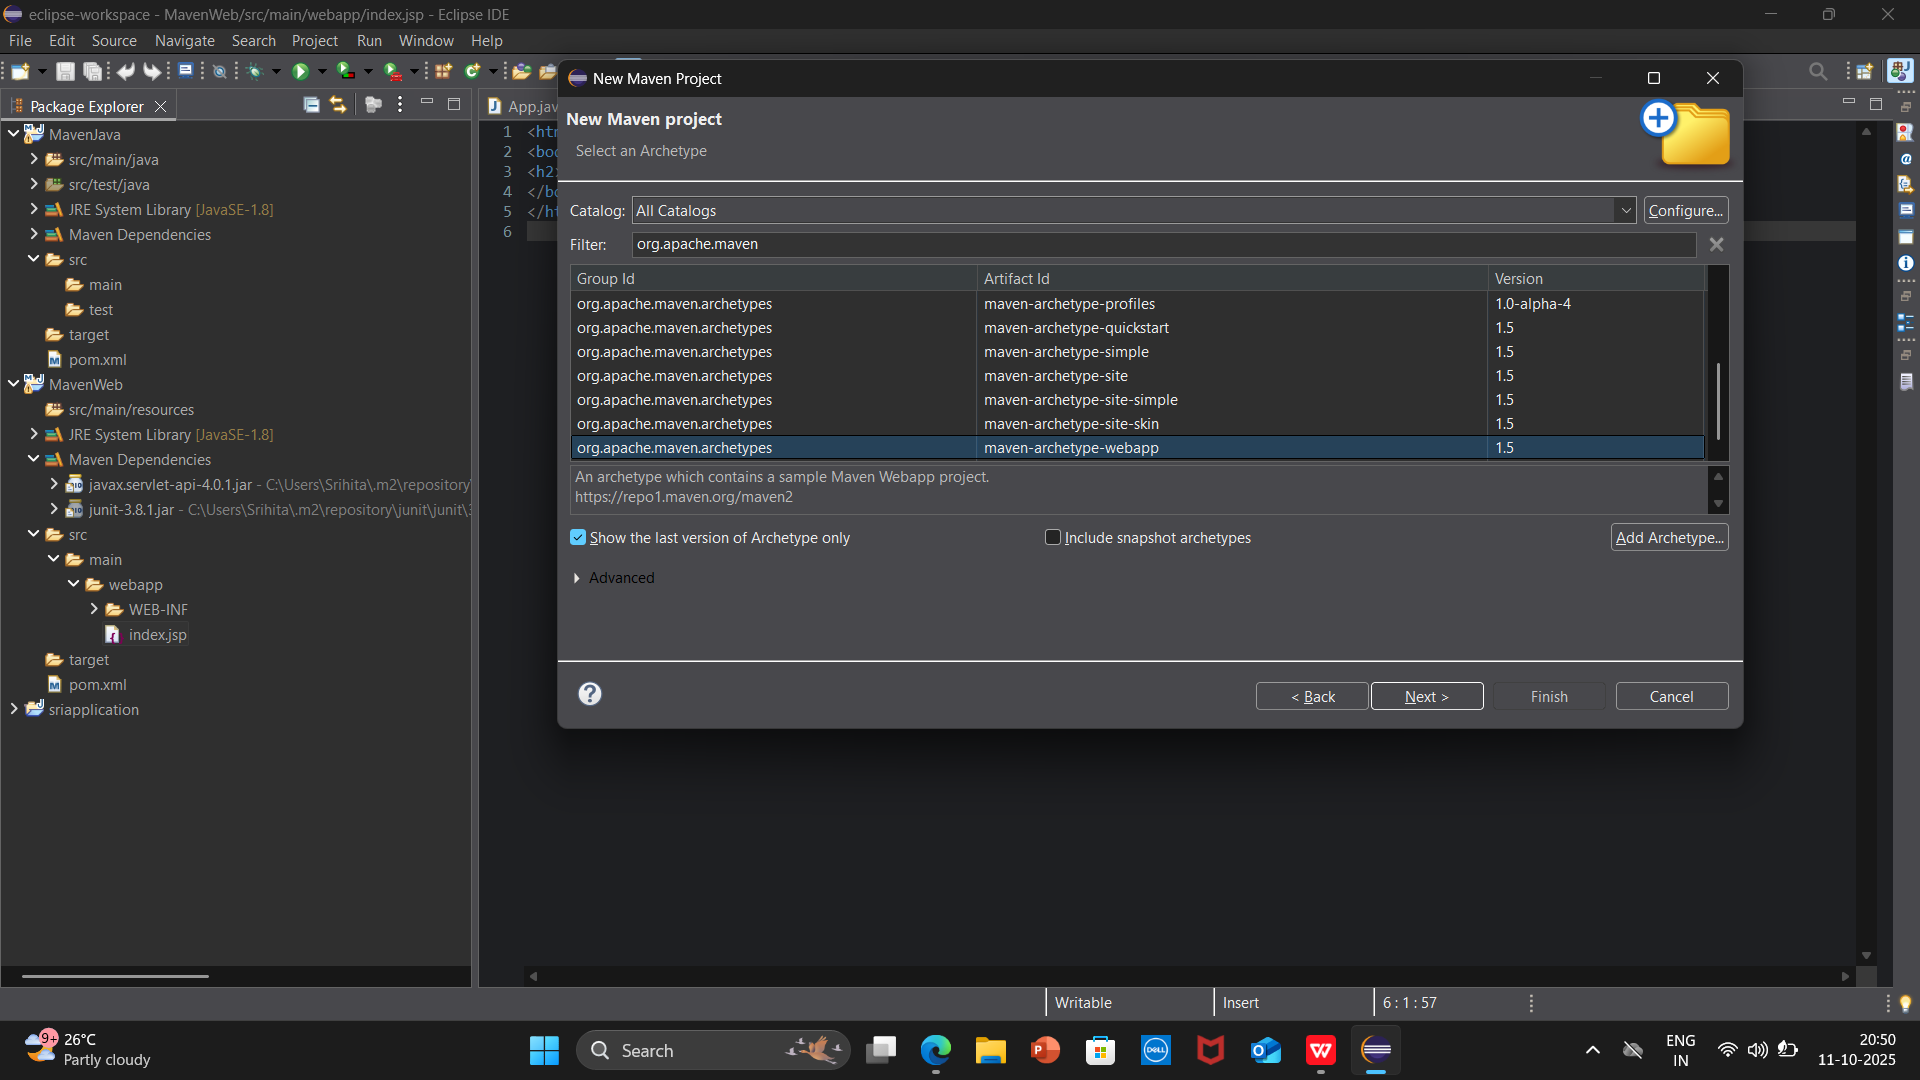 eclipse-workspace - MavenWeb/src/main/webapp/index.jsp - Eclipse IDE
File Edit Source Navigate Search Project Run Window Help
Package Explorer
MavenJava
src/main/java
src/test/java
JRE System Library [JavaSE-1.8]
Maven Dependencies
src
main
test
target
pom.xml
MavenWeb
src/main/resources
JRE System Library [JavaSE-1.8]
Maven Dependencies
javax.servlet-api-4.0.1.jar - C:\Users\Srihita\.m2\repository
junit-3.8.1.jar - C:\Users\Srihita\.m2\repository\junit\junit\
src
main
webapp
WEB-INF
index.jsp
target
pom.xml
sriapplication
App.jav
1 <htm
2 <boo
3 <h2
4 </bo
5 </ht
6
New Maven Project
New Maven project
Select an Archetype
Catalog: All Catalogs Configure...
Filter: org.apache.maven
Group Id Artifact Id Version
org.apache.maven.archetypes maven-archetype-profiles 1.0-alpha-4
org.apache.maven.archetypes maven-archetype-quickstart 1.5
org.apache.maven.archetypes maven-archetype-simple 1.5
org.apache.maven.archetypes maven-archetype-site 1.5
org.apache.maven.archetypes maven-archetype-site-simple 1.5
org.apache.maven.archetypes maven-archetype-site-skin 1.5
org.apache.maven.archetypes maven-archetype-webapp 1.5
An archetype which contains a sample Maven Webapp project.
https://repo1.maven.org/maven2
Show the last version of Archetype only Include snapshot archetypes Add Archetype...
Advanced
< Back Next > Finish Cancel
Writable Insert 6 : 1 : 57
9+ 26°C
Partly cloudy
Search
DELL
ENG
IN
20:50
11-10-2025